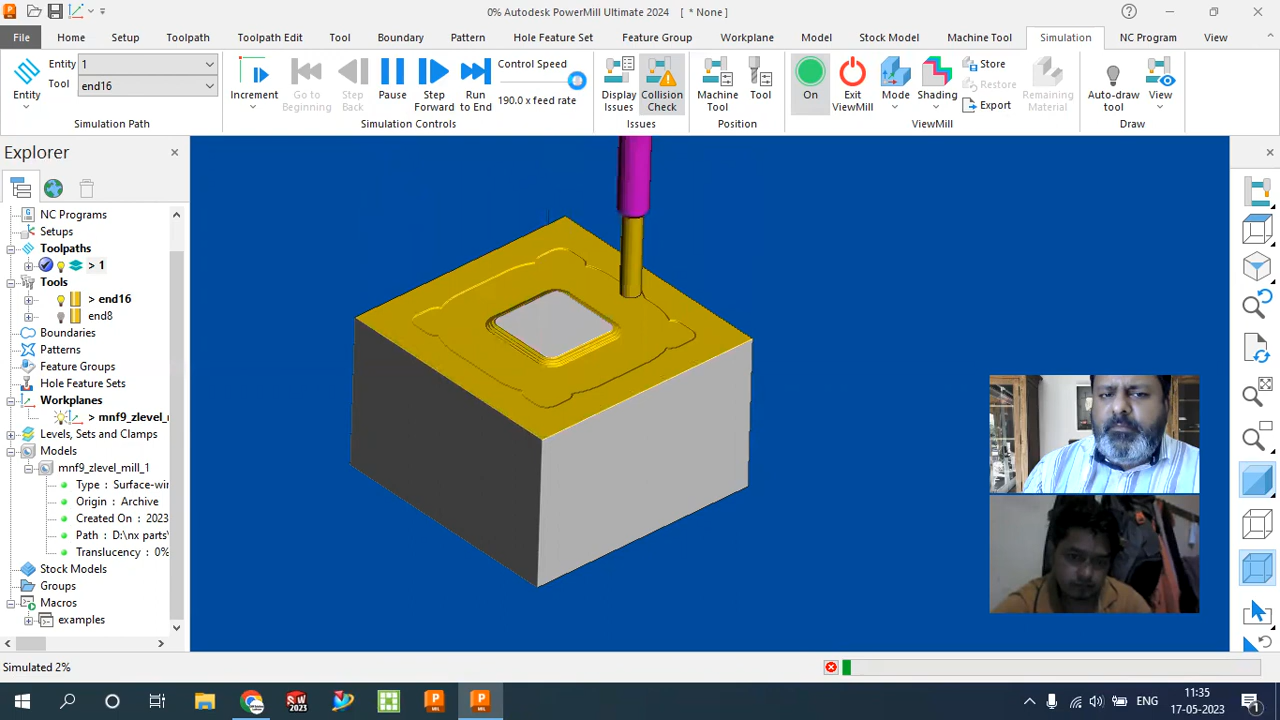 0% Autodesk PowerMill Ultimate 2024 [ * None ]
File Home Setup Toolpath Toolpath Edit Tool Boundary Pattern Hole Feature Set Feature Group Workplane Model Stock Model Machine Tool Simulation NC Program View
Entity
Entity 1
Tool end16
Simulation Path
Increment
Go to Beginning
Step Back
Pause
Step Forward
Run to End
Control Speed
190.0 x feed rate
Simulation Controls
Display Issues
Collision Check
Issues
Machine Tool
Tool
Position
On
Exit ViewMill
Mode
Shading
Store
Restore
Export
Remaining Material
ViewMill
Auto-draw tool
View
Draw
Explorer
NC Programs
Setups
Toolpaths
> 1
Tools
> end16
end8
Boundaries
Patterns
Feature Groups
Hole Feature Sets
Workplanes
> mnf9_zlevel_r
Levels, Sets and Clamps
Models
mnf9_zlevel_mill_1
Type : Surface-wir
Origin : Archive
Created On : 2023
Path : D:\nx parts\
Translucency : 0%
Stock Models
Groups
Macros
examples
Simulated 2%
SW
2023
P
MIL
P
MIL
ENG
11:35
17-05-2023
1